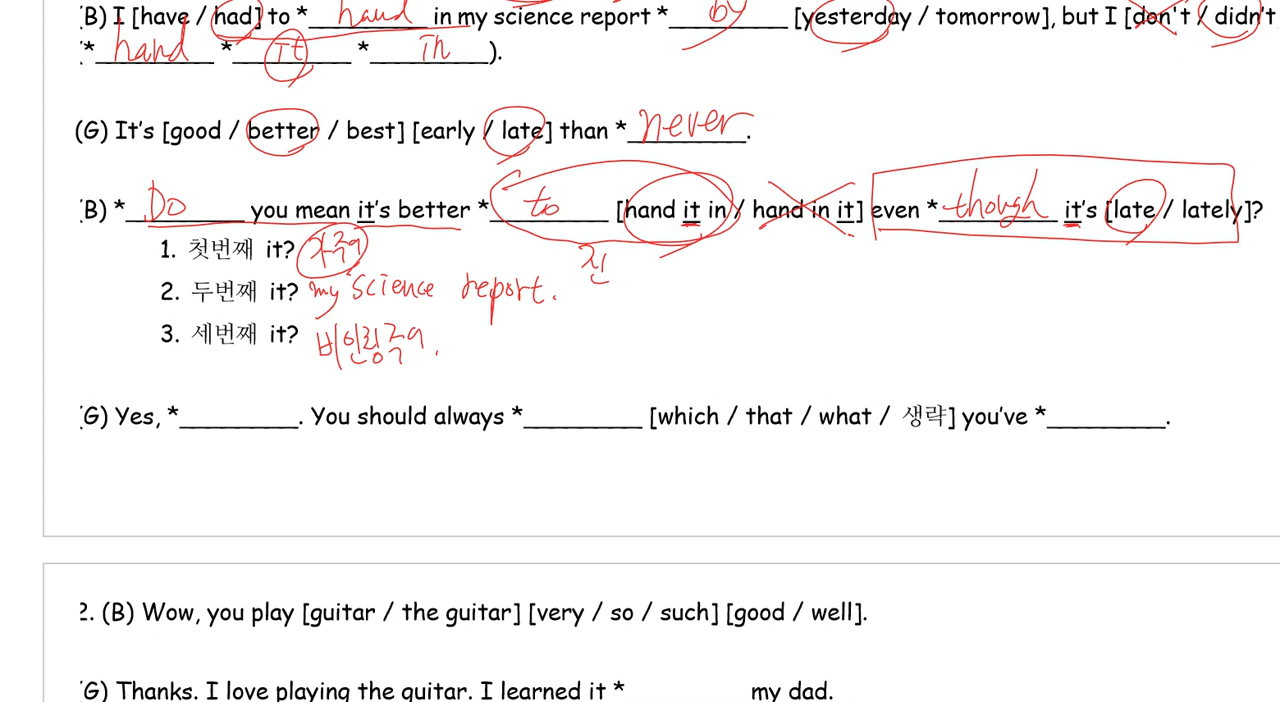 (B) I [have / had] to * hand in my science report * by [yesterday / tomorrow], but I [don't / didn't
* hand * it * in ).
(G) It's [good / better / best] [early / late] than * never.
(B) * Do you mean it's better * to [hand it in / hand in it] even * though it's [late / lately]?
1. 첫번째 it? 가주어
진
2. 두번째 it? my science report.
3. 세번째 it? 비인칭주어.
(G) Yes, *__________. You should always *__________ [which / that / what / 생략] you've *__________.
2. (B) Wow, you play [guitar / the guitar] [very / so / such] [good / well].
(G) Thanks. I love playing the guitar. I learned it * my dad.